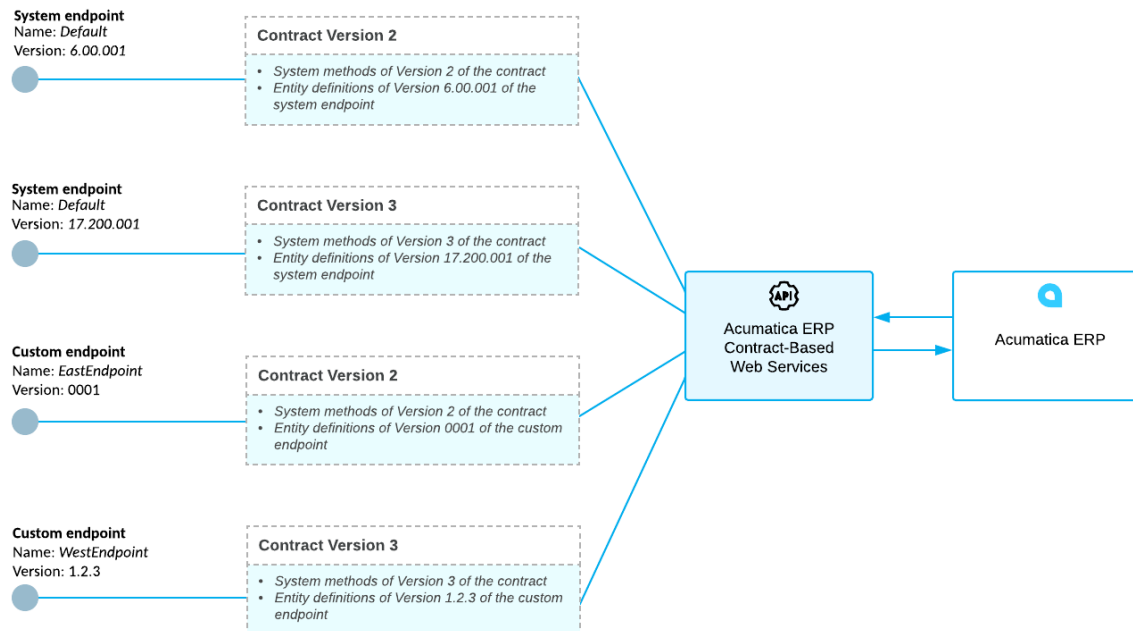 System endpoint
Name: Default
Version: 6.00.001
Contract Version 2
• System methods of Version 2 of the contract
• Entity definitions of Version 6.00.001 of the
system endpoint
System endpoint
Name: Default
Version: 17.200.001
Contract Version 3
• System methods of Version 3 of the contract
• Entity definitions of Version 17.200.001 of the
system endpoint
API
Acumatica ERP
Contract-Based
Web Services
Acumatica ERP
Custom endpoint
Name: EastEndpoint
Version: 0001
Contract Version 2
• System methods of Version 2 of the contract
• Entity definitions of Version 0001 of the custom
endpoint
Custom endpoint
Name: WestEndpoint
Version: 1.2.3
Contract Version 3
• System methods of Version 3 of the contract
• Entity definitions of Version 1.2.3 of the custom
endpoint